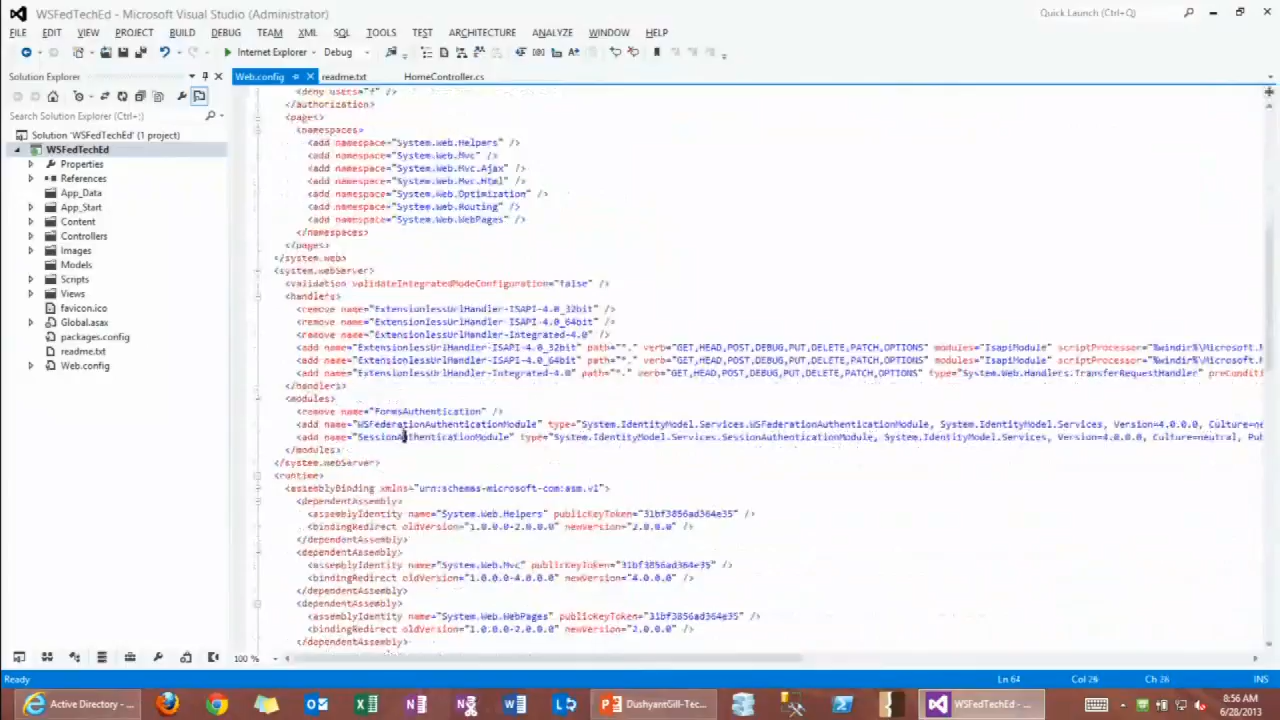 WSFedTechEd - Microsoft Visual Studio (Administrator)
Quick Launch (Ctrl+Q)
FILE EDIT VIEW PROJECT BUILD DEBUG TEAM XML SQL TOOLS TEST ARCHITECTURE ANALYZE WINDOW HELP
Internet Explorer Debug
Solution Explorer
Web.config readme.txt HomeController.cs
Search Solution Explorer (Ctrl+;)
Solution 'WSFedTechEd' (1 project)
WSFedTechEd
Properties
References
App_Data
App_Start
Content
Controllers
Images
Models
Scripts
Views
favicon.ico
Global.asax
packages.config
readme.txt
Web.config
</authorization>
<pages>
<namespaces>
<add namespace="System.Web.Helpers" />
<add namespace="System.Web.Mvc" />
<add namespace="System.Web.Mvc.Ajax" />
<add namespace="System.Web.Mvc.Html" />
<add namespace="System.Web.Optimization" />
<add namespace="System.Web.Routing" />
<add namespace="System.Web.WebPages" />
</namespaces>
</pages>
</system.web>
<system.webServer>
<validation validateIntegratedModeConfiguration="false" />
<handlers>
<remove name="ExtensionlessUrlHandler-ISAPI-4.0_32bit" />
<remove name="ExtensionlessUrlHandler-ISAPI-4.0_64bit" />
<remove name="ExtensionlessUrlHandler-Integrated-4.0" />
<add name="ExtensionlessUrlHandler-ISAPI-4.0_32bit" path="*." verb="GET,HEAD,POST,DEBUG,PUT,DELETE,PATCH,OPTIONS" modules="IsapiModule" scriptProcessor="%windir%\Microsoft.N
<add name="ExtensionlessUrlHandler-ISAPI-4.0_64bit" path="*." verb="GET,HEAD,POST,DEBUG,PUT,DELETE,PATCH,OPTIONS" modules="IsapiModule" scriptProcessor="%windir%\Microsoft.N
<add name="ExtensionlessUrlHandler-Integrated-4.0" path="*." verb="GET,HEAD,POST,DEBUG,PUT,DELETE,PATCH,OPTIONS" type="System.Web.Handlers.TransferRequestHandler" preConditi
</handlers>
<modules>
<remove name="FormsAuthentication" />
<add name="WSFederationAuthenticationModule" type="System.IdentityModel.Services.WSFederationAuthenticationModule, System.IdentityModel.Services, Version=4.0.0.0, Culture=ne
<add name="SessionAuthenticationModule" type="System.IdentityModel.Services.SessionAuthenticationModule, System.IdentityModel.Services, Version=4.0.0.0, Culture=neutral, Pub
</modules>
</system.webServer>
<runtime>
<assemblyBinding xmlns="urn:schemas-microsoft-com:asm.v1">
<dependentAssembly>
<assemblyIdentity name="System.Web.Helpers" publicKeyToken="31bf3856ad364e35" />
<bindingRedirect oldVersion="1.0.0.0-2.0.0.0" newVersion="2.0.0.0" />
</dependentAssembly>
<dependentAssembly>
<assemblyIdentity name="System.Web.Mvc" publicKeyToken="31bf3856ad364e35" />
<bindingRedirect oldVersion="1.0.0.0-4.0.0.0" newVersion="4.0.0.0" />
</dependentAssembly>
<dependentAssembly>
<assemblyIdentity name="System.Web.WebPages" publicKeyToken="31bf3856ad364e35" />
<bindingRedirect oldVersion="1.0.0.0-2.0.0.0" newVersion="2.0.0.0" />
</dependentAssembly>
100 %
Ready Ln 64 Col 29 Ch 28 INS
Active Directory - ... DushyantGill-Tec... WSFedTechEd - ...
8:56 AM
6/28/2013